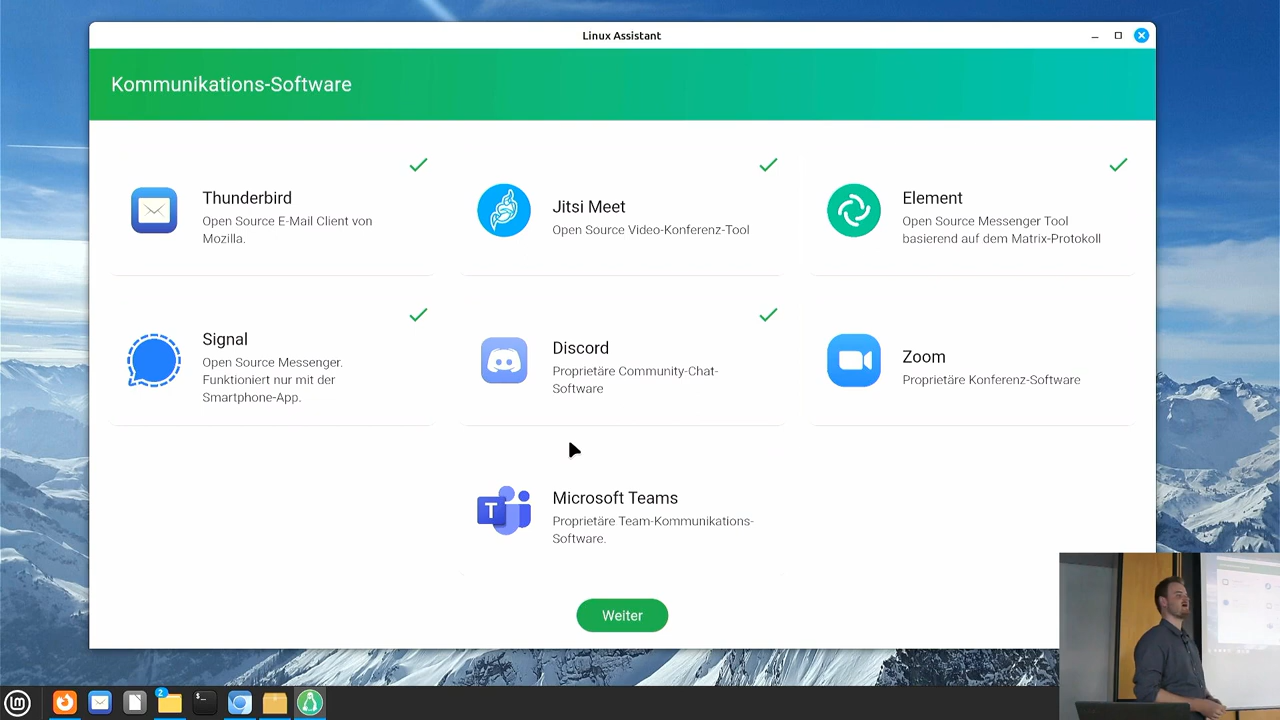 Linux Assistant
Kommunikations-Software
Thunderbird
Open Source E-Mail Client von
Mozilla.
Jitsi Meet
Open Source Video-Konferenz-Tool
Element
Open Source Messenger Tool
basierend auf dem Matrix-Protokoll
Signal
Open Source Messenger.
Funktioniert nur mit der
Smartphone-App.
Discord
Proprietäre Community-Chat-
Software
Zoom
Proprietäre Konferenz-Software
T
Microsoft Teams
Proprietäre Team-Kommunikations-
Software.
Weiter
2